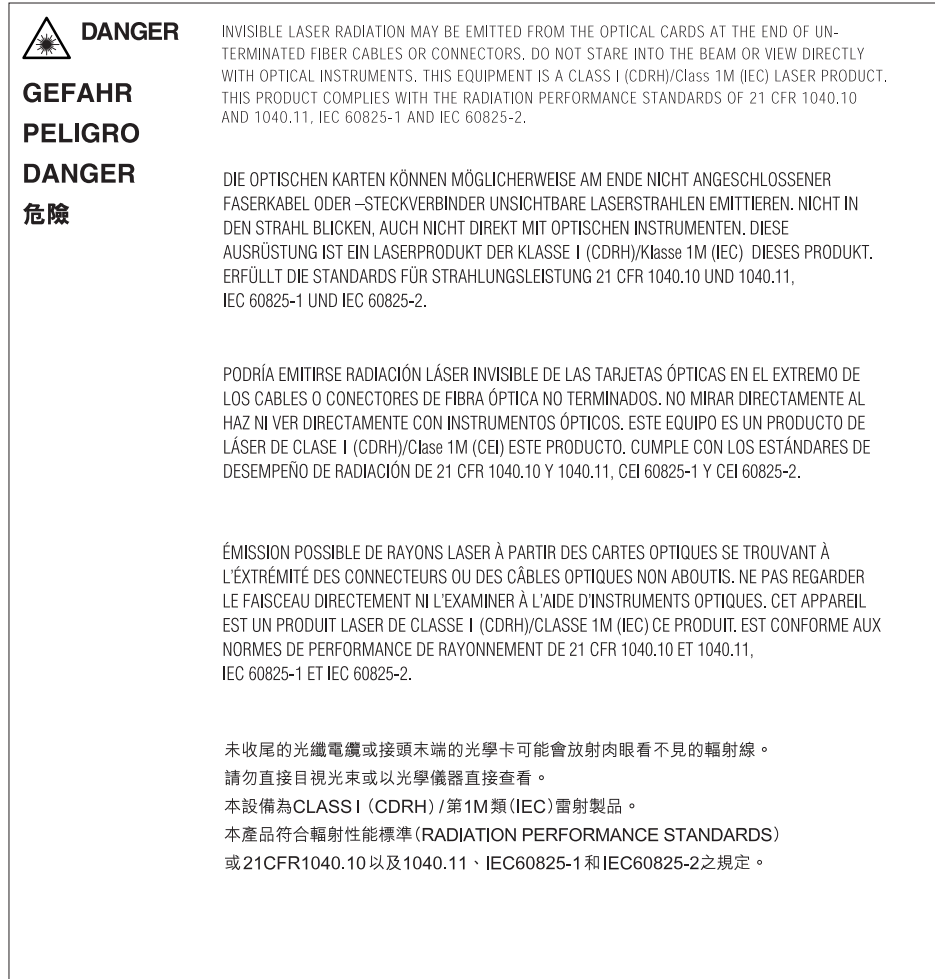 DANGER
GEFAHR
PELIGRO
DANGER
危險
INVISIBLE LASER RADIATION MAY BE EMITTED FROM THE OPTICAL CARDS AT THE END OF UN-
TERMINATED FIBER CABLES OR CONNECTORS. DO NOT STARE INTO THE BEAM OR VIEW DIRECTLY
WITH OPTICAL INSTRUMENTS. THIS EQUIPMENT IS A CLASS I (CDRH)/Class 1M (IEC) LASER PRODUCT.
THIS PRODUCT COMPLIES WITH THE RADIATION PERFORMANCE STANDARDS OF 21 CFR 1040.10
AND 1040.11, IEC 60825-1 AND IEC 60825-2.
DIE OPTISCHEN KARTEN KÖNNEN MÖGLICHERWEISE AM ENDE NICHT ANGESCHLOSSENER
FASERKABEL ODER –STECKVERBINDER UNSICHTBARE LASERSTRAHLEN EMITTIEREN. NICHT IN
DEN STRAHL BLICKEN, AUCH NICHT DIREKT MIT OPTISCHEN INSTRUMENTEN. DIESE
AUSRÜSTUNG IST EIN LASERPRODUKT DER KLASSE I (CDRH)/Klasse 1M (IEC) DIESES PRODUKT.
ERFÜLLT DIE STANDARDS FÜR STRAHLUNGSLEISTUNG 21 CFR 1040.10 UND 1040.11,
IEC 60825-1 UND IEC 60825-2.
PODRÍA EMITIRSE RADIACIÓN LÁSER INVISIBLE DE LAS TARJETAS ÓPTICAS EN EL EXTREMO DE
LOS CABLES O CONECTORES DE FIBRA ÓPTICA NO TERMINADOS. NO MIRAR DIRECTAMENTE AL
HAZ NI VER DIRECTAMENTE CON INSTRUMENTOS ÓPTICOS. ESTE EQUIPO ES UN PRODUCTO DE
LÁSER DE CLASE I (CDRH)/Clase 1M (CEI) ESTE PRODUCTO. CUMPLE CON LOS ESTÁNDARES DE
DESEMPEÑO DE RADIACIÓN DE 21 CFR 1040.10 Y 1040.11, CEI 60825-1 Y CEI 60825-2.
ÉMISSION POSSIBLE DE RAYONS LASER À PARTIR DES CARTES OPTIQUES SE TROUVANT À
L'ÉXTRÉMITÉ DES CONNECTEURS OU DES CÂBLES OPTIQUES NON ABOUTIS. NE PAS REGARDER
LE FAISCEAU DIRECTEMENT NI L'EXAMINER À L'AIDE D'INSTRUMENTS OPTIQUES. CET APPAREIL
EST UN PRODUIT LASER DE CLASSE I (CDRH)/CLASSE 1M (IEC) CE PRODUIT. EST CONFORME AUX
NORMES DE PERFORMANCE DE RAYONNEMENT DE 21 CFR 1040.10 ET 1040.11,
IEC 60825-1 ET IEC 60825-2.
未收尾的光纖電纜或接頭末端的光學卡可能會放射肉眼看不見的輻射線。
請勿直接目視光束或以光學儀器直接查看。
本設備為CLASS I (CDRH) /第1M類(IEC)雷射製品。
本產品符合輻射性能標準(RADIATION PERFORMANCE STANDARDS)
或21CFR1040.10以及1040.11、IEC60825-1和IEC60825-2之規定。